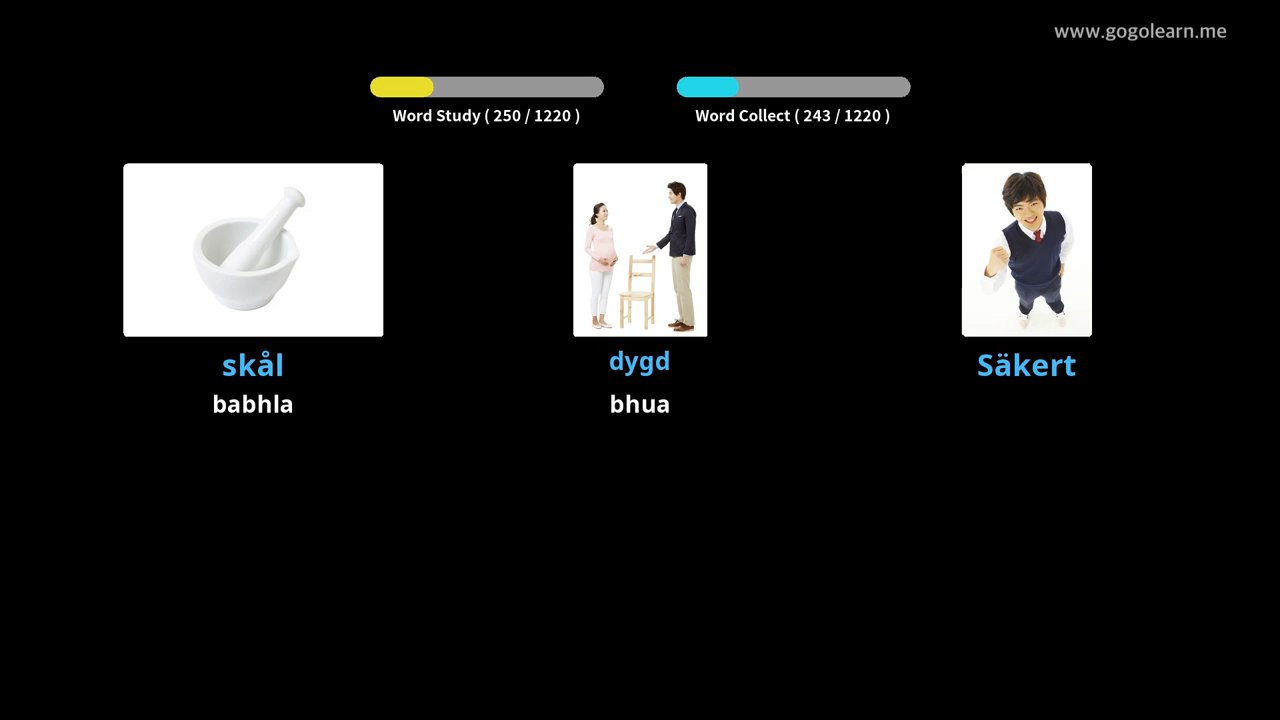 www.gogolearn.me
Word Study ( 250 / 1220 )
Word Collect ( 243 / 1220 )
skål
dygd
Säkert
babhla
bhua